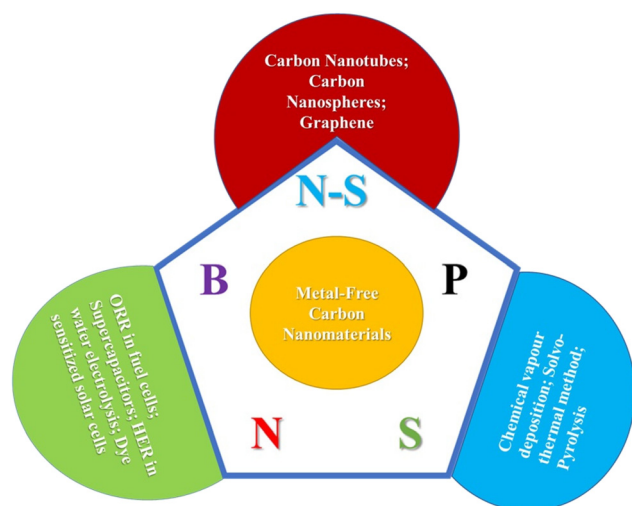 Carbon Nanotubes;
Carbon
Nanospheres;
Graphene
N-S
B
P
Metal-Free
Carbon
Nanomaterials
N
S
ORR in fuel cells;
Supercapacitors; HER in
water electrolysis; Dye
sensitized solar cells
Chemical vapour
deposition; Solvo-
thermal method;
Pyrolysis